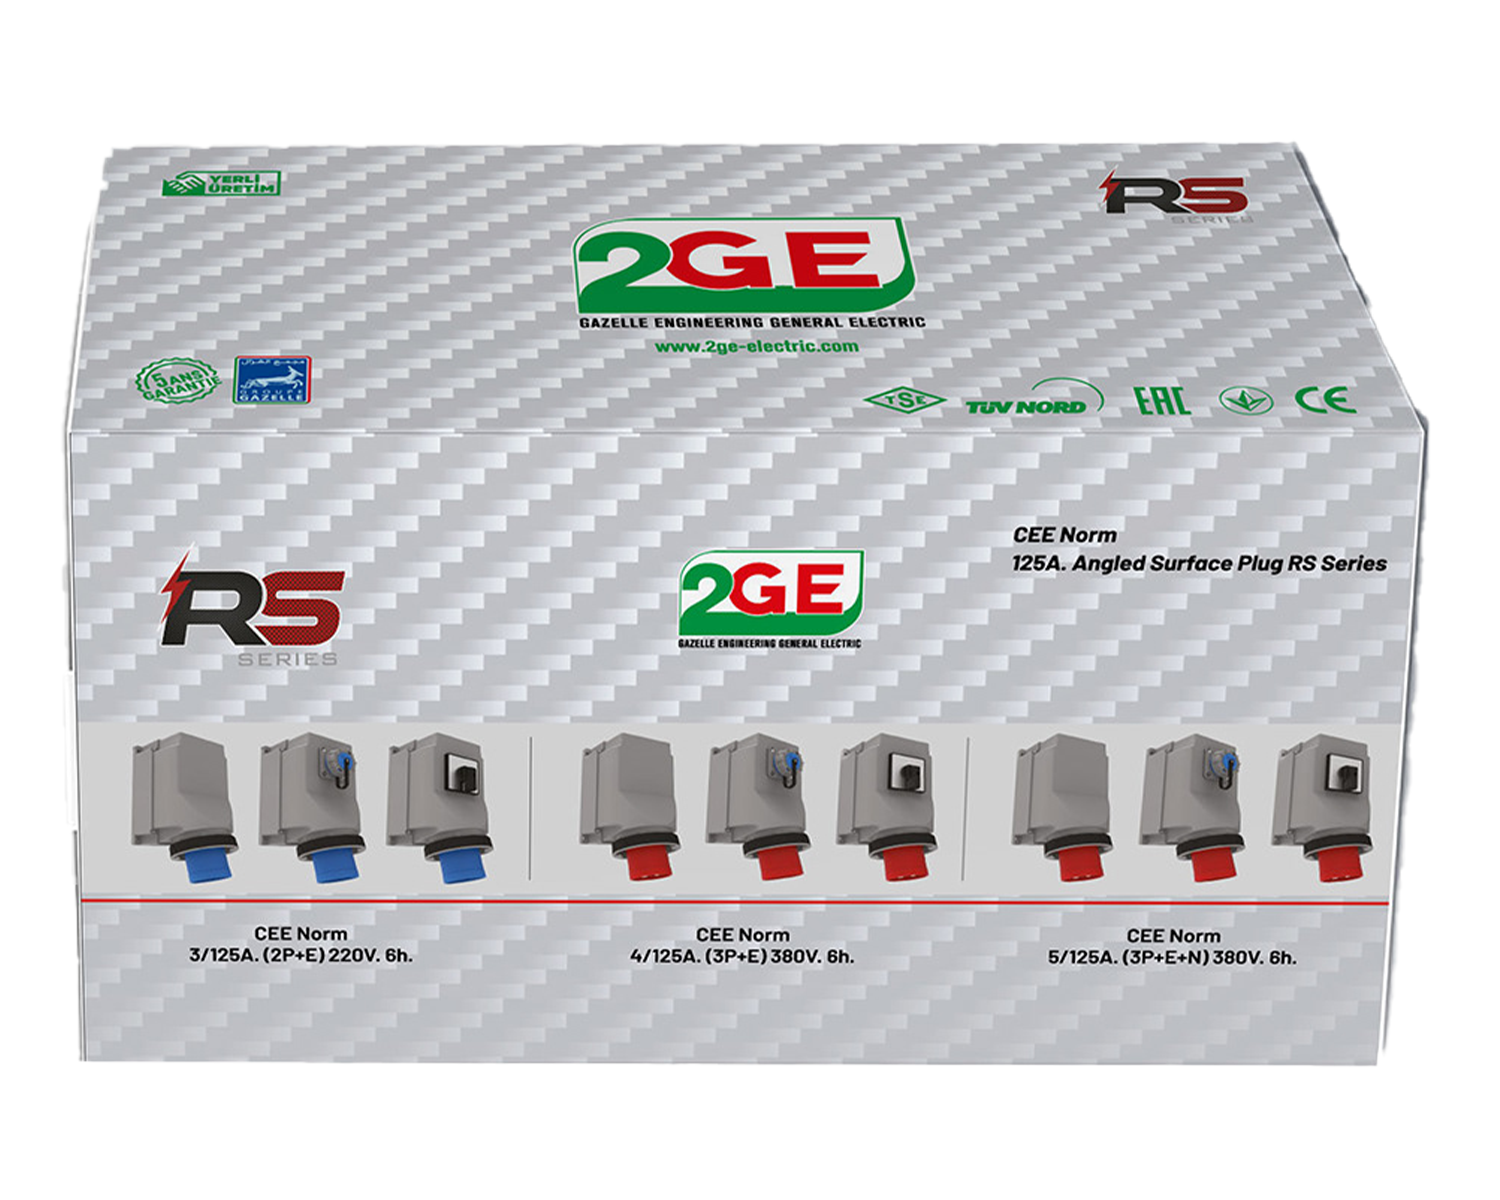 YERLİ
ÜRETİM
RS
SERIES
2GE
GAZELLE ENGINEERING GENERAL ELECTRIC
www.2ge-electric.com
5 ANS
GARANTIE
مجمع الغزال
GROUPE
GAZELLE
TSE
TÜV NORD
EAC
CE
CEE Norm
125A. Angled Surface Plug RS Series
RS
SERIES
2GE
GAZELLE ENGINEERING GENERAL ELECTRIC
CEE Norm
3/125A. (2P+E) 220V. 6h.
CEE Norm
4/125A. (3P+E) 380V. 6h.
CEE Norm
5/125A. (3P+E+N) 380V. 6h.